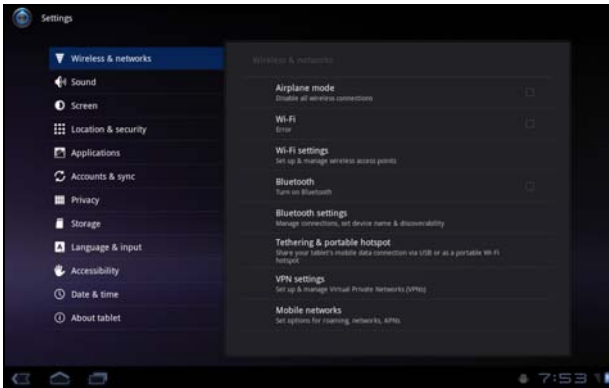 Settings
Wireless & networks
Sound
Screen
Location & security
Applications
Accounts & sync
Privacy
Storage
Language & input
Accessibility
Date & time
About tablet
Wireless & networks
Airplane mode
Disable all wireless connections
Wi-Fi
Error
Wi-Fi settings
Set up & manage wireless access points
Bluetooth
Turn on Bluetooth
Bluetooth settings
Manage connections, set device name & discoverability
Tethering & portable hotspot
Share your tablet's mobile data connection via USB or as a portable Wi-Fi
hotspot
VPN settings
Set up & manage Virtual Private Networks (VPNs)
Mobile networks
Set options for roaming, networks, APNs
7:53